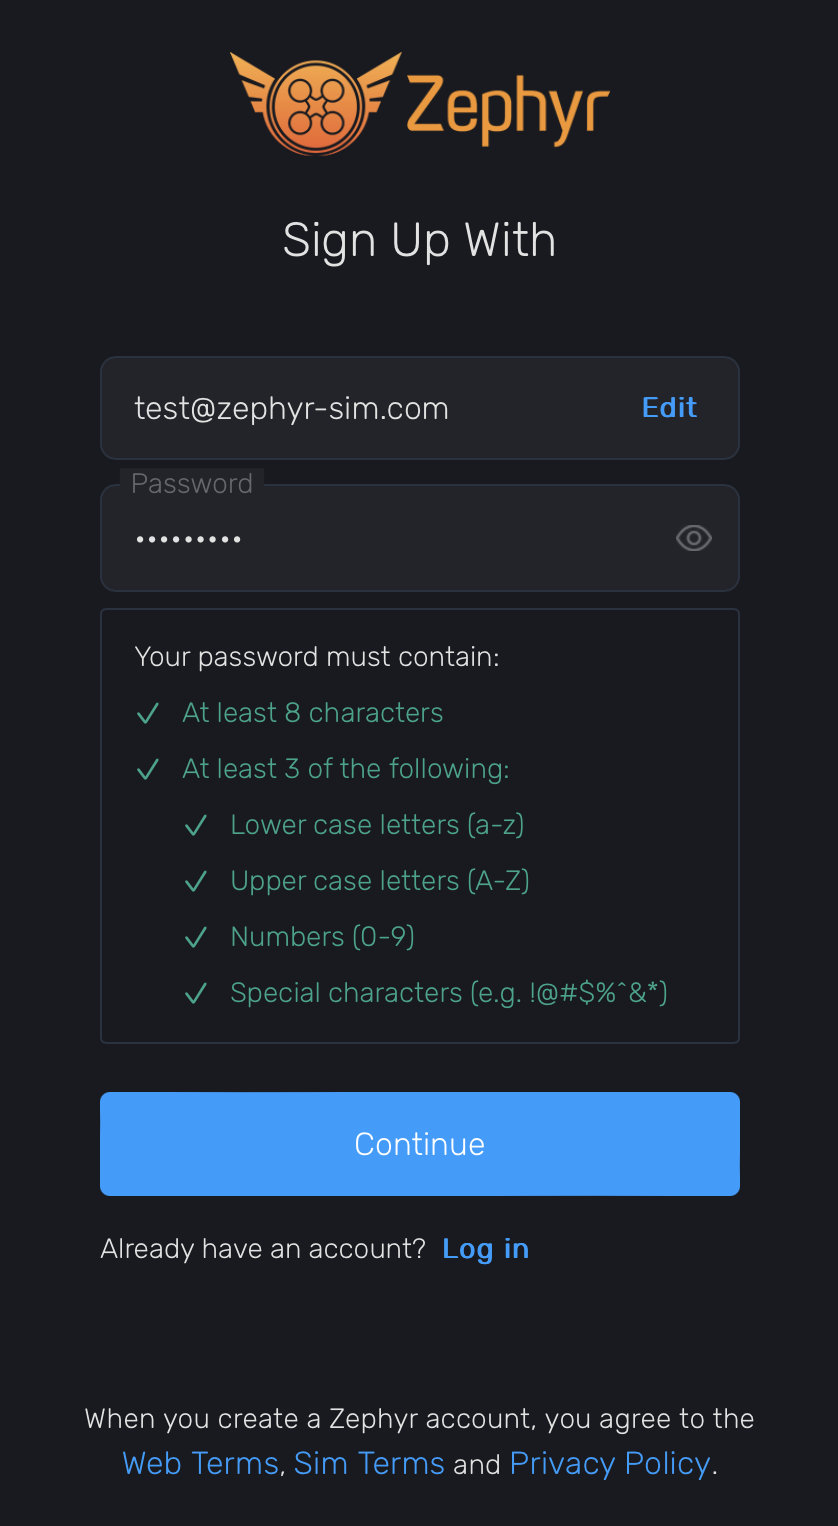 Zephyr
Sign Up With
test@zephyr-sim.com Edit
Password
•••••••••
Your password must contain:
At least 8 characters
At least 3 of the following:
Lower case letters (a-z)
Upper case letters (A-Z)
Numbers (0-9)
Special characters (e.g. !@#$%^&*)
Continue
Already have an account? Log in
When you create a Zephyr account, you agree to the
Web Terms, Sim Terms and Privacy Policy.